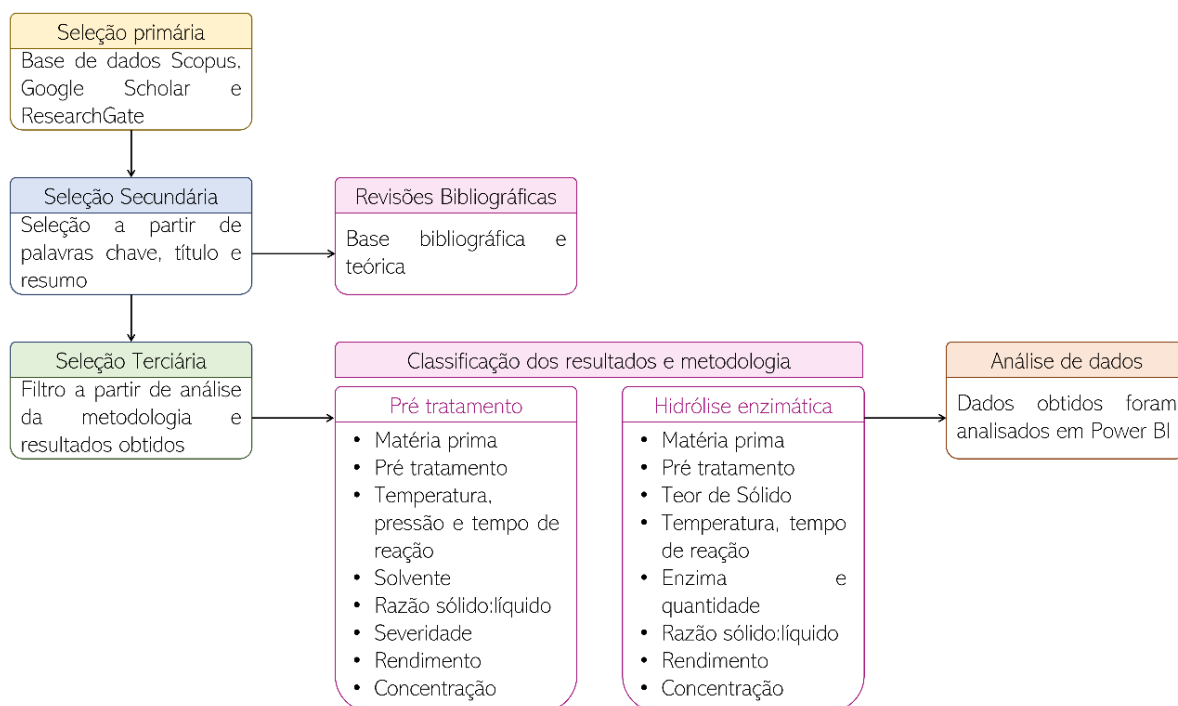 Seleção primária
Base de dados Scopus,
Google Scholar e
ResearchGate
Seleção Secundária
Seleção a partir de
palavras chave, título e
resumo
Revisões Bibliográficas
Base bibliográfica e
teórica
Seleção Terciária
Filtro a partir de análise
da metodologia e
resultados obtidos
Classificação dos resultados e metodologia
Pré tratamento
• Matéria prima
• Pré tratamento
• Temperatura,
pressão e tempo de
reação
• Solvente
• Razão sólido:líquido
• Severidade
• Rendimento
• Concentração
Hidrólise enzimática
• Matéria prima
• Pré tratamento
• Teor de Sólido
• Temperatura, tempo
de reação
• Enzima e
quantidade
• Razão sólido:líquido
• Rendimento
• Concentração
Análise de dados
Dados obtidos foram
analisados em Power BI